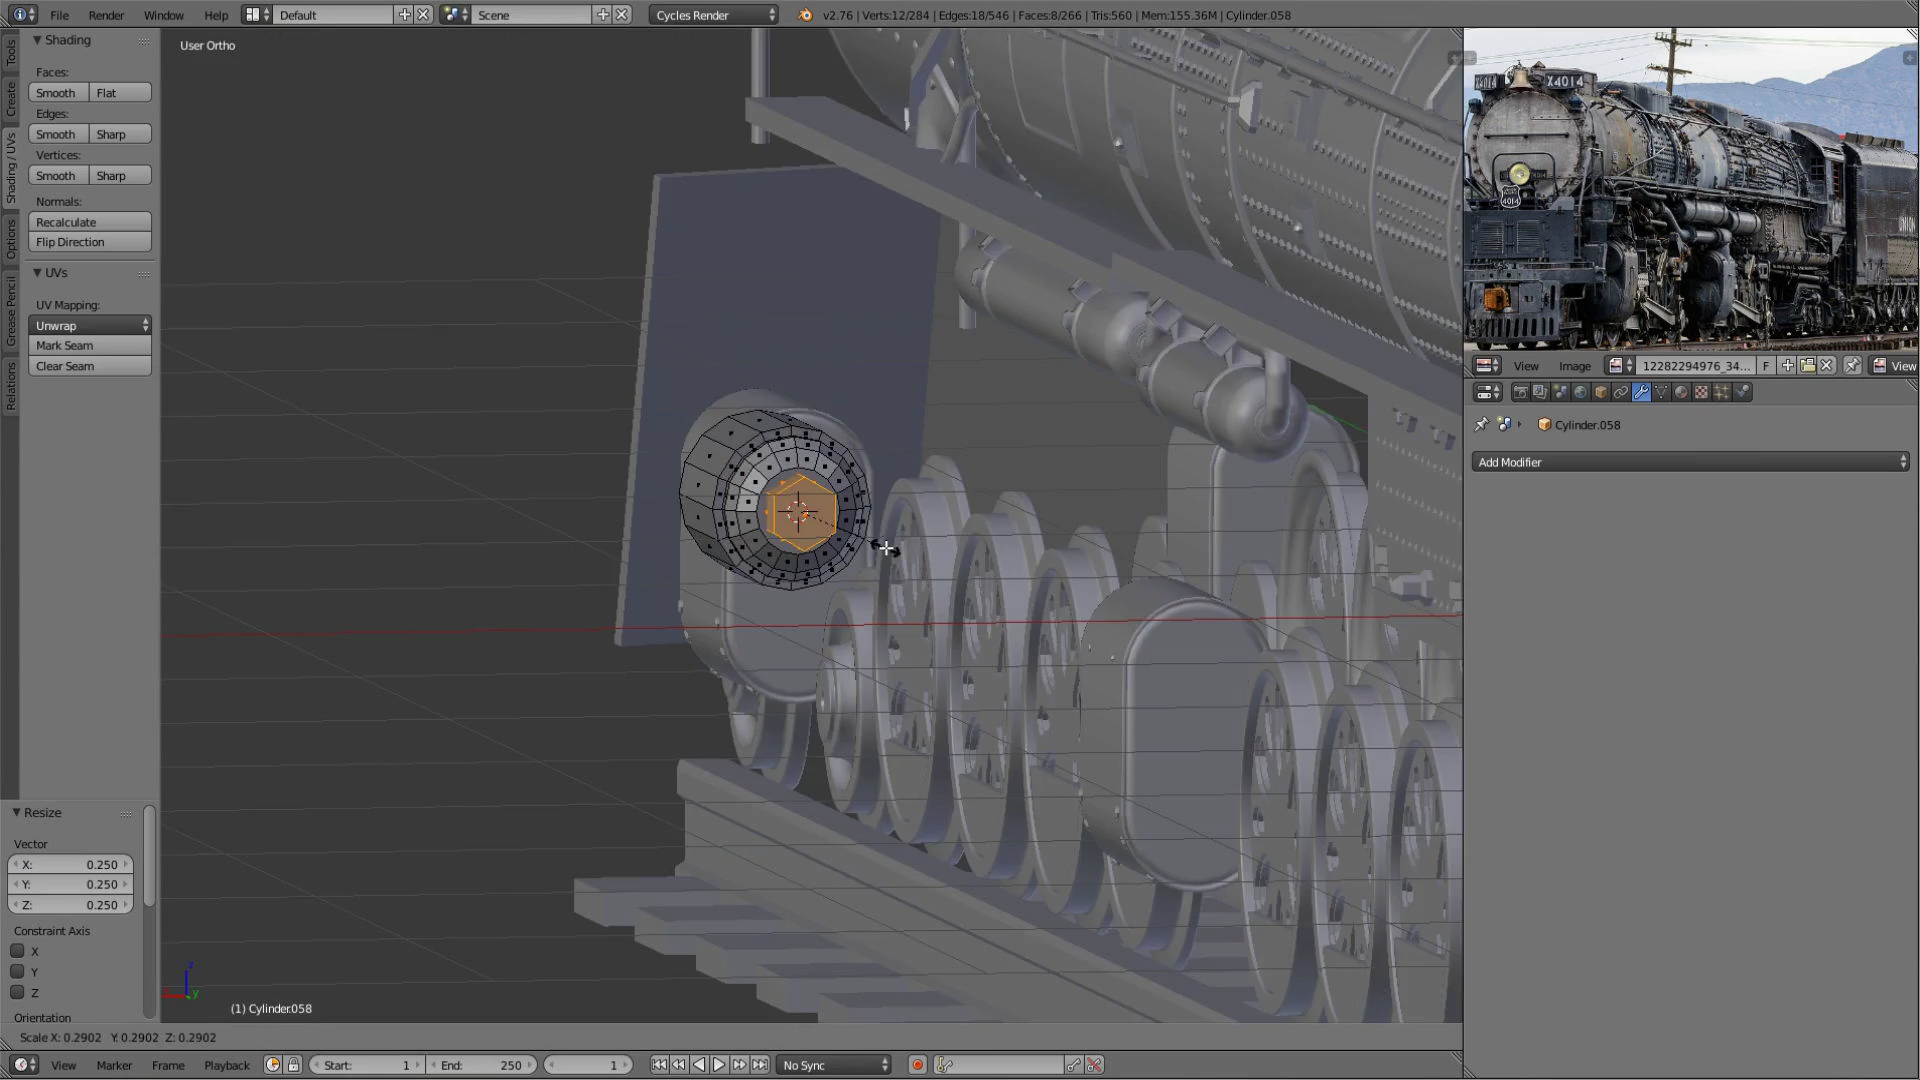 File Render Window Help Default Scene Cycles Render v2.76 | Verts:12/284 | Edges:18/546 | Faces:8/266 | Tris:560 | Mem:155.36M | Cylinder.058
Tools
Create
Shading / UVs
Options
Grease Pencil
Relations
Shading
Faces:
Smooth Flat
Edges:
Smooth Sharp
Vertices:
Smooth Sharp
Normals:
Recalculate
Flip Direction
UVs
UV Mapping:
Unwrap
Mark Seam
Clear Seam
Resize
Vector
X: 0.250
Y: 0.250
Z: 0.250
Constraint Axis
X
Y
Z
Orientation
User Ortho
z
y
(1) Cylinder.058
X4014
4014
View Image 12282294976_34... F View
Cylinder.058
Add Modifier
Scale X: 0.2902 Y: 0.2902 Z: 0.2902
View Marker Frame Playback Start: 1 End: 250 1 No Sync